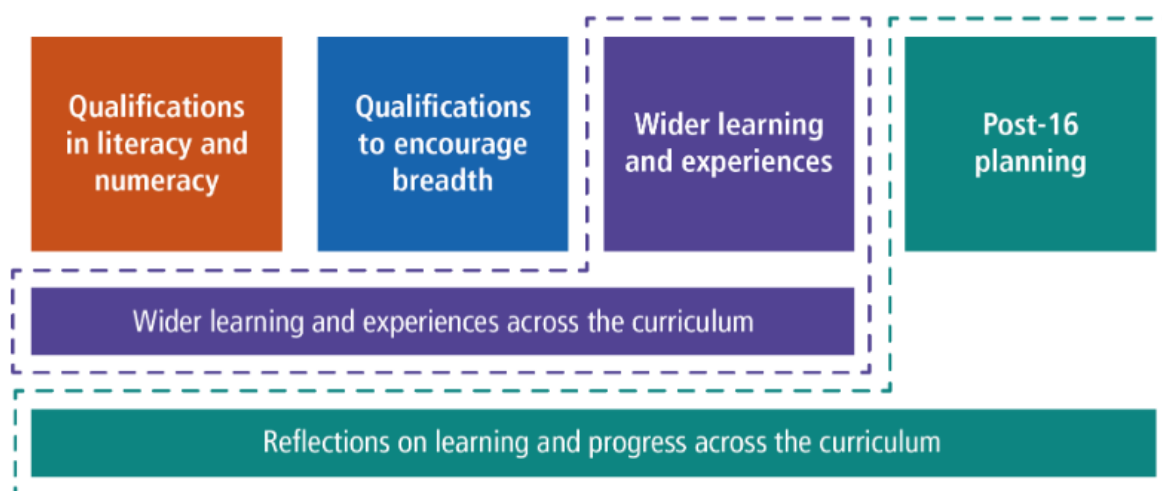 Qualifications
in literacy and
numeracy
Qualifications
to encourage
breadth
Wider learning
and experiences
Post-16
planning
Wider learning and experiences across the curriculum
Reflections on learning and progress across the curriculum